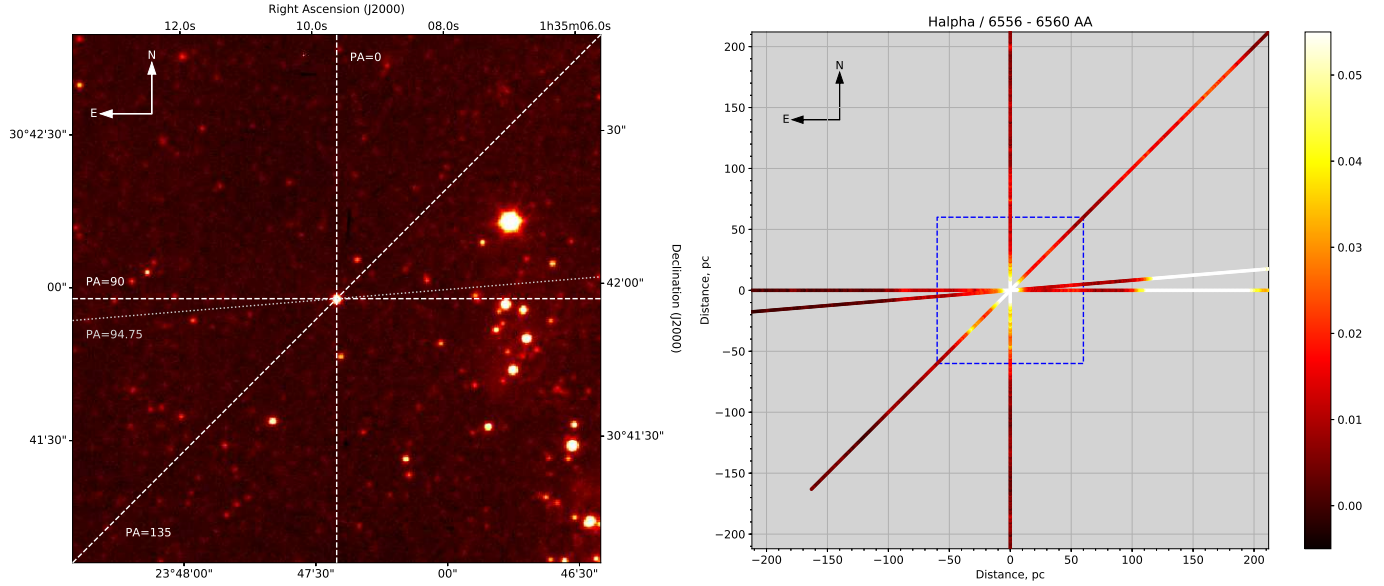 Right Ascension (J2000)
12.0s 10.0s 08.0s 1h35m06.0s
N
E
PA=0
30°42'30"
30"
PA=90
00"
42'00"
PA=94.75
Declination (J2000)
41'30"
30°41'30"
PA=135
23°48'00" 47'30" 00" 46'30"
Halpha / 6556 - 6560 AA
200
150
100
50
0
−50
−100
−150
−200
Distance, pc
N
E
−200 −150 −100 −50 0 50 100 150 200
Distance, pc
0.05
0.04
0.03
0.02
0.01
0.00